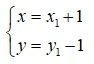 x = x₁ + 1
y = y₁ - 1